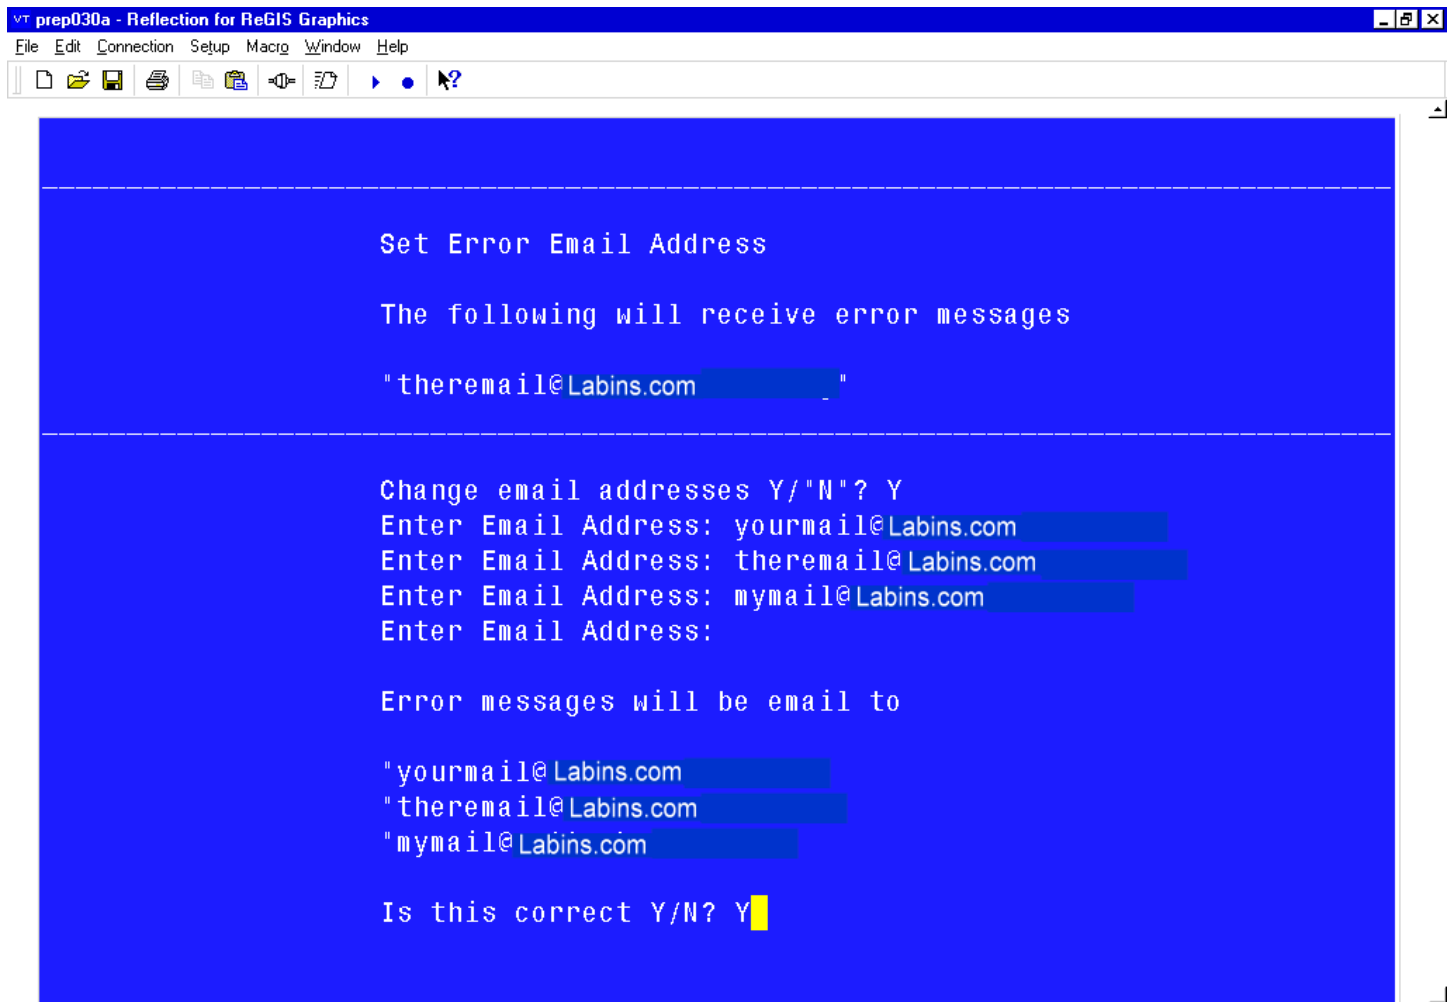 VT prep030a - Reflection for ReGIS Graphics
File Edit Connection Setup Macro Window Help
Set Error Email Address
The following will receive error messages
"theremail@Labins.com"
Change email addresses Y/"N"? Y
Enter Email Address: yourmail@Labins.com
Enter Email Address: theremail@Labins.com
Enter Email Address: mymail@Labins.com
Enter Email Address:
Error messages will be email to
"yourmail@Labins.com
"theremail@Labins.com
"mymail@Labins.com
Is this correct Y/N? Y